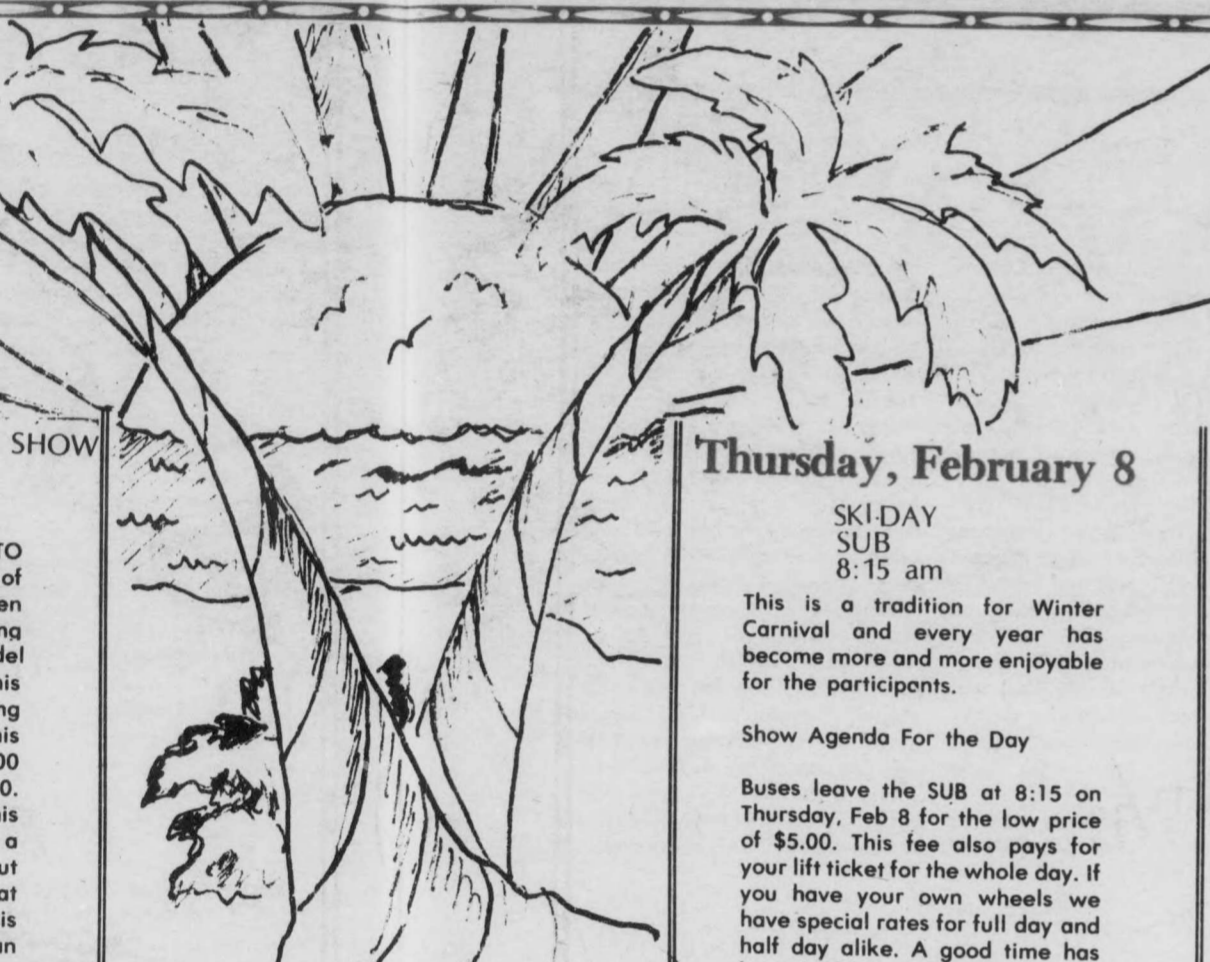 SHOW
TO
of
en
ng
del
nis
ng
nis
00
0.
nis
a
ut
at
is
an
Thursday, February 8
SKI-DAY
SUB
8:15 am
This is a tradition for Winter
Carnival and every year has
become more and more enjoyable
for the participants.
Show Agenda For the Day
Buses leave the SUB at 8:15 on
Thursday, Feb 8 for the low price
of $5.00. This fee also pays for
your lift ticket for the whole day. If
you have your own wheels we
have special rates for full day and
half day alike. A good time has